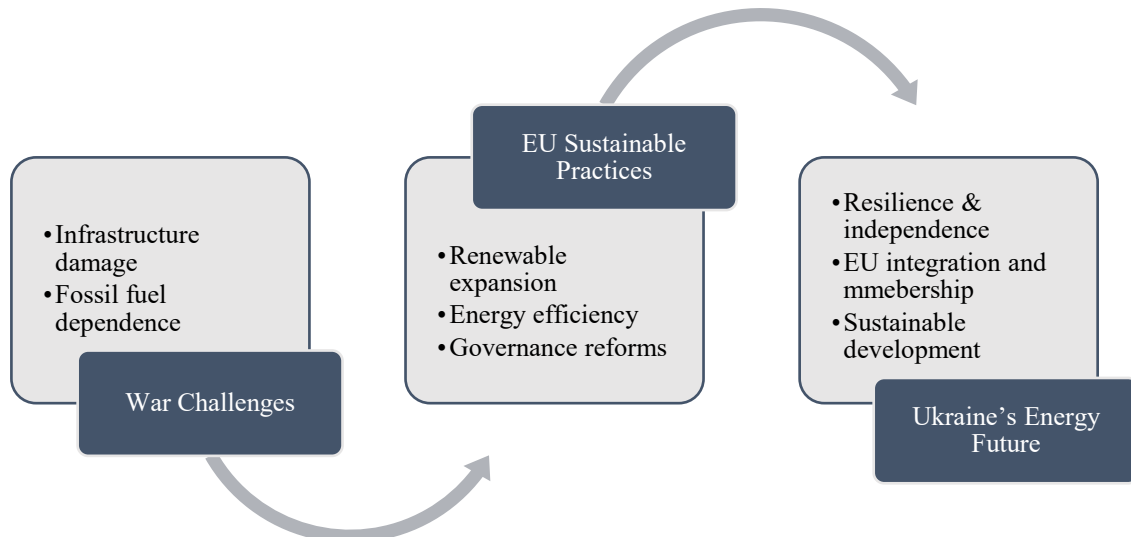 •Infrastructure
damage
•Fossil fuel
dependence
War Challenges
EU Sustainable
Practices
•Renewable
expansion
•Energy efficiency
•Governance reforms
•Resilience &
independence
•EU integration and
mmebership
•Sustainable
development
Ukraine’s Energy
Future